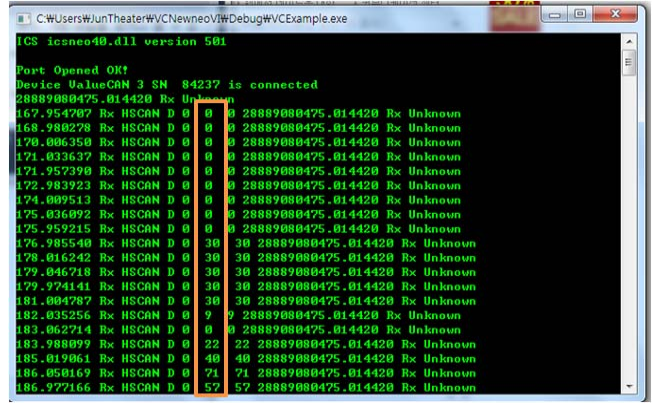 C:₩Users₩JunTheater₩VCNewneoVI₩Debug₩VCExample.exe
ICS icsneo40.dll version 501
Port Opened OK!
Device ValueCAN 3 SN 84237 is connected
28889080475.014420 Rx Unknown
167.954707 Rx HSCAN D 0 0 0 28889080475.014420 Rx Unknown
168.980278 Rx HSCAN D 0 0 0 28889080475.014420 Rx Unknown
170.006350 Rx HSCAN D 0 0 0 28889080475.014420 Rx Unknown
171.033637 Rx HSCAN D 0 0 0 28889080475.014420 Rx Unknown
171.957390 Rx HSCAN D 0 0 0 28889080475.014420 Rx Unknown
172.983923 Rx HSCAN D 0 0 0 28889080475.014420 Rx Unknown
174.009513 Rx HSCAN D 0 0 0 28889080475.014420 Rx Unknown
175.036092 Rx HSCAN D 0 0 0 28889080475.014420 Rx Unknown
175.959215 Rx HSCAN D 0 0 0 28889080475.014420 Rx Unknown
176.985540 Rx HSCAN D 0 30 30 28889080475.014420 Rx Unknown
178.016242 Rx HSCAN D 0 30 30 28889080475.014420 Rx Unknown
179.046718 Rx HSCAN D 0 30 30 28889080475.014420 Rx Unknown
179.974141 Rx HSCAN D 0 30 30 28889080475.014420 Rx Unknown
181.004787 Rx HSCAN D 0 30 30 28889080475.014420 Rx Unknown
182.035256 Rx HSCAN D 0 9 9 28889080475.014420 Rx Unknown
183.062714 Rx HSCAN D 0 0 0 28889080475.014420 Rx Unknown
183.988099 Rx HSCAN D 0 22 22 28889080475.014420 Rx Unknown
185.019061 Rx HSCAN D 0 40 40 28889080475.014420 Rx Unknown
186.050169 Rx HSCAN D 0 71 71 28889080475.014420 Rx Unknown
186.977166 Rx HSCAN D 0 57 57 28889080475.014420 Rx Unknown